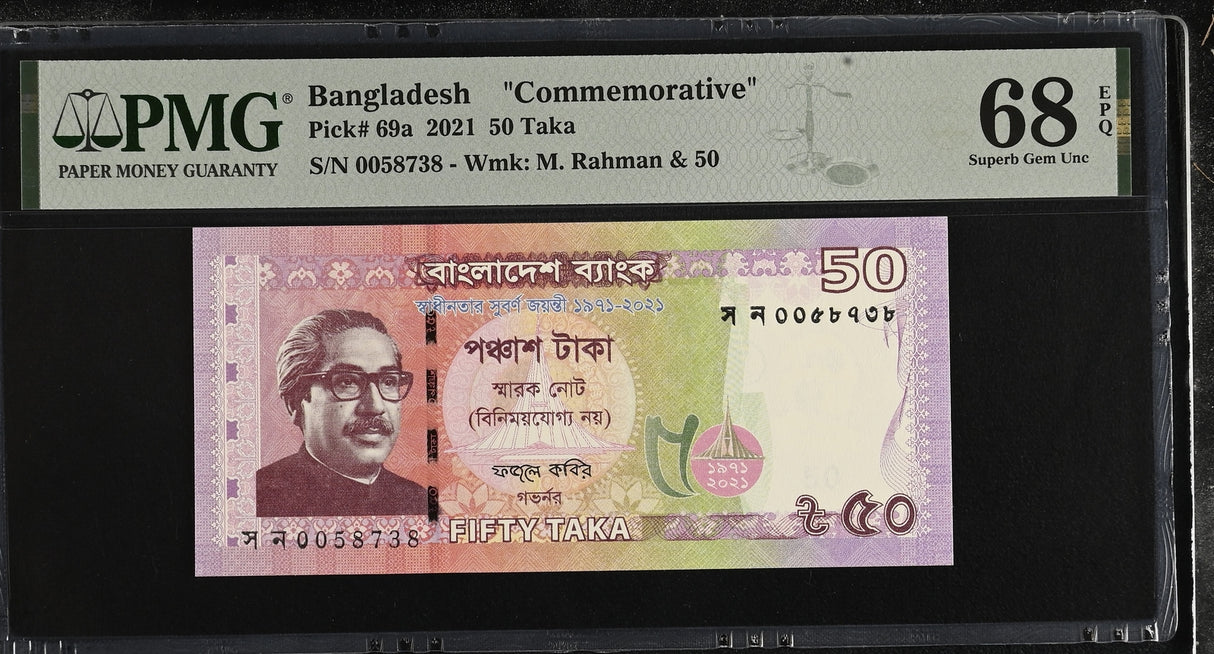 PMG®
PAPER MONEY GUARANTY
Bangladesh "Commemorative"
Pick# 69a 2021 50 Taka
S/N 0058738 - Wmk: M. Rahman & 50
68
EPQ
Superb Gem Unc
বাংলাদেশ ব্যাংক
50
স্বাধীনতার সুবর্ণ জয়ন্তী ১৯৭১-২০২১
স ন ০০৫৮৭৩৮
পঞ্চাশ টাকা
স্মারক নোট
(বিনিময়যোগ্য নয়)
১৯৭১
২০২১
ফজলে কবির
গভর্নর
৳ ৫০
FIFTY TAKA
স ন 0058738